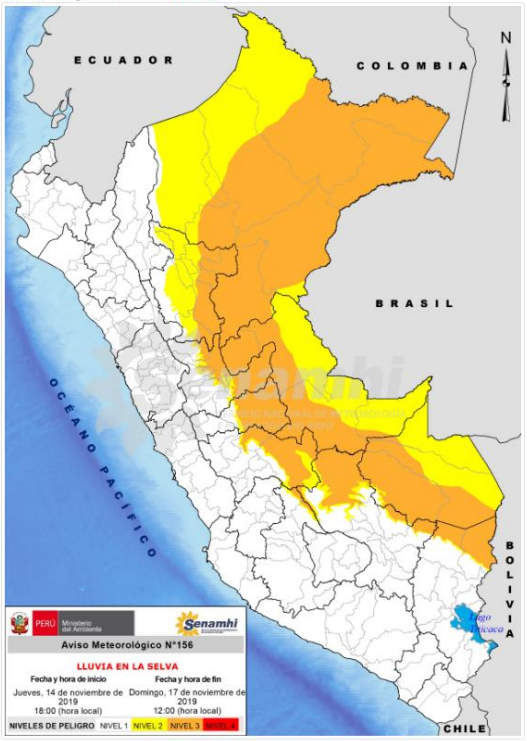 ECUADOR
COLOMBIA
N
BRASIL
Senamhi
OCÉANO PACÍFICO
BOLIVIA
Lago
Titicaca
CHILE
PERÚ
Ministerio
del Ambiente
Senamhi
Aviso Meteorológico N°156
LLUVIA EN LA SELVA
Fecha y hora de inicio
Jueves, 14 de noviembre de
2019
18:00 (hora local)
Fecha y hora de fin
Domingo, 17 de noviembre de
2019
12:00 (hora local)
NIVELES DE PELIGRO NIVEL 1 NIVEL 2 NIVEL 3 NIVEL 4